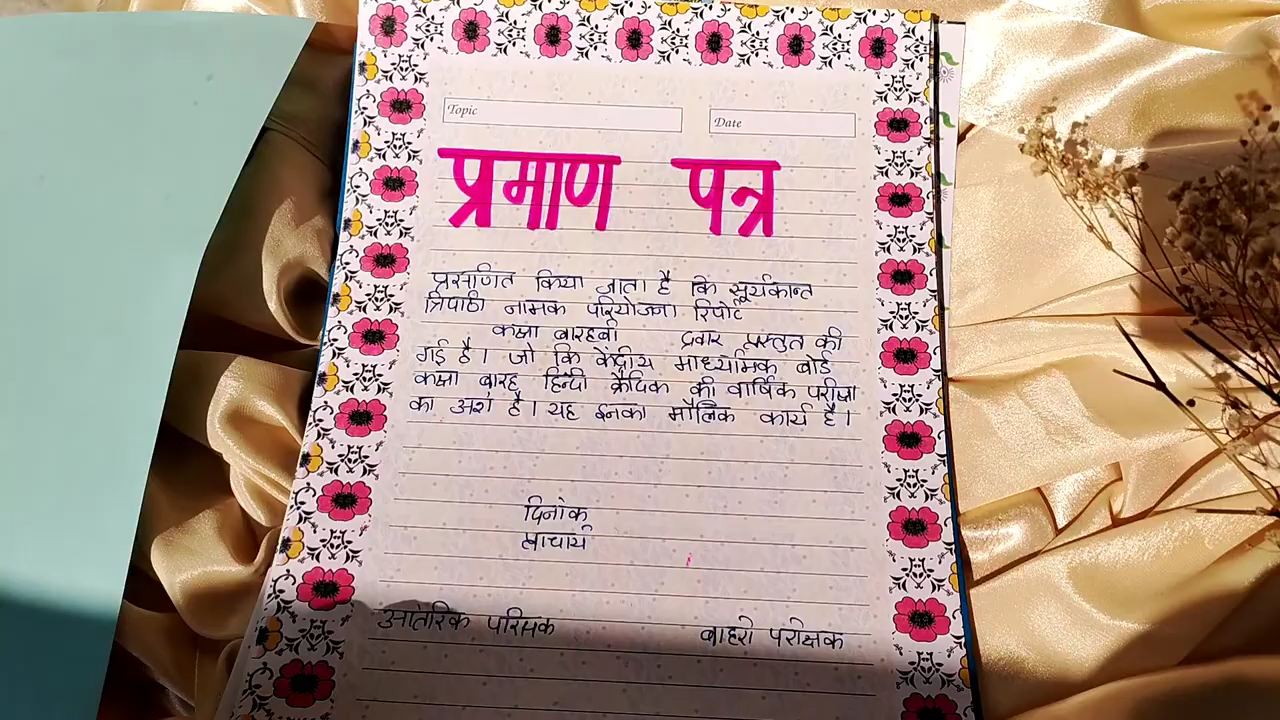 Topic
Date
प्रमाण पत्र
प्रमाणित किया जाता है कि सूर्यकान्त
त्रिपाठी नामक परियोजना रिपोर्ट
कक्षा बारहवीं द्वार प्रस्तुत की
गई है। जो कि केंद्रीय माध्यमिक बोर्ड
कक्षा बारह हिन्दी क्रैदिक की वार्षिक परीक्षा
का अशं है। यह इनका मौलिक कार्य है।
दिनांक
आंतरिक परिक्षक
बाहरी परीक्षक